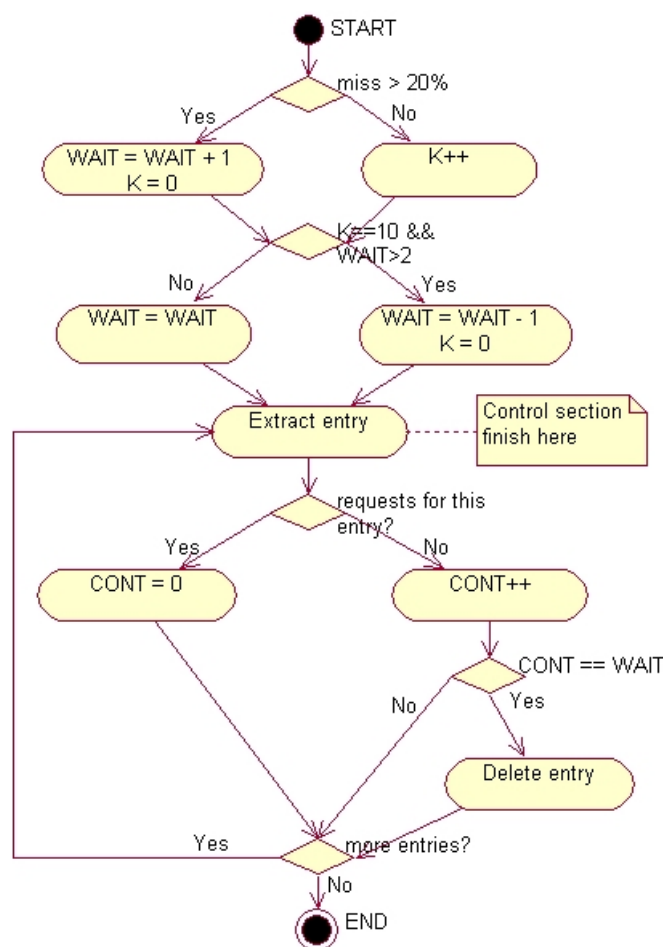 START
miss > 20%
Yes
No
WAIT = WAIT + 1
K = 0
K++
K==10 &&
WAIT>2
No
Yes
WAIT = WAIT
WAIT = WAIT - 1
K = 0
Extract entry
Control section
finish here
requests for this
entry?
Yes
No
CONT = 0
CONT++
CONT == WAIT
No
Yes
Delete entry
Yes
more entries?
No
END